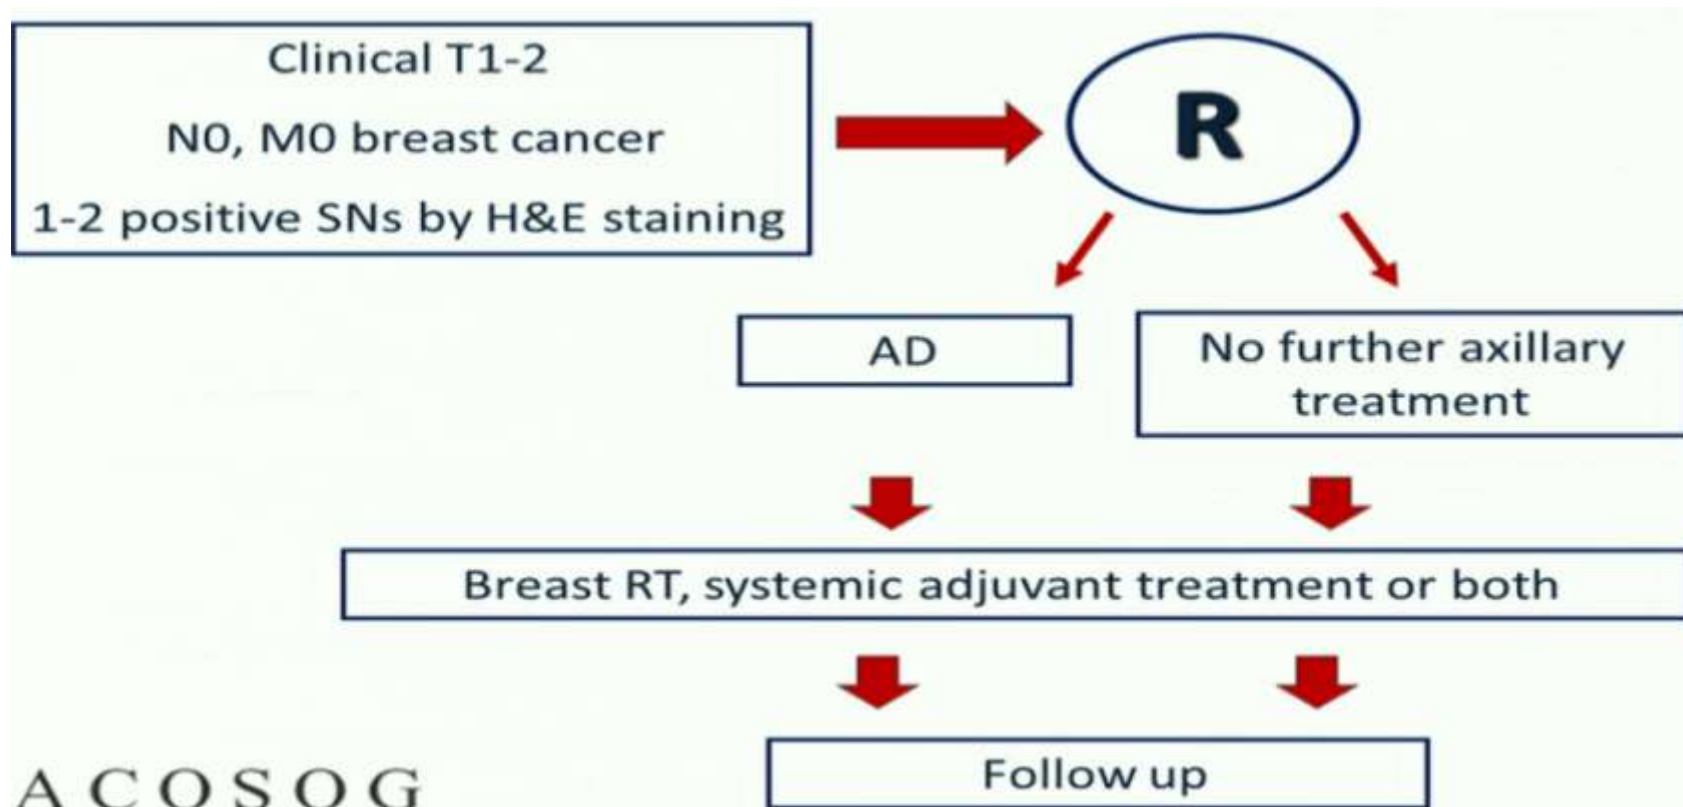 Clinical T1-2
N0, M0 breast cancer
1-2 positive SNs by H&E staining
R
AD
No further axillary
treatment
Breast RT, systemic adjuvant treatment or both
Follow up
ACOSOG